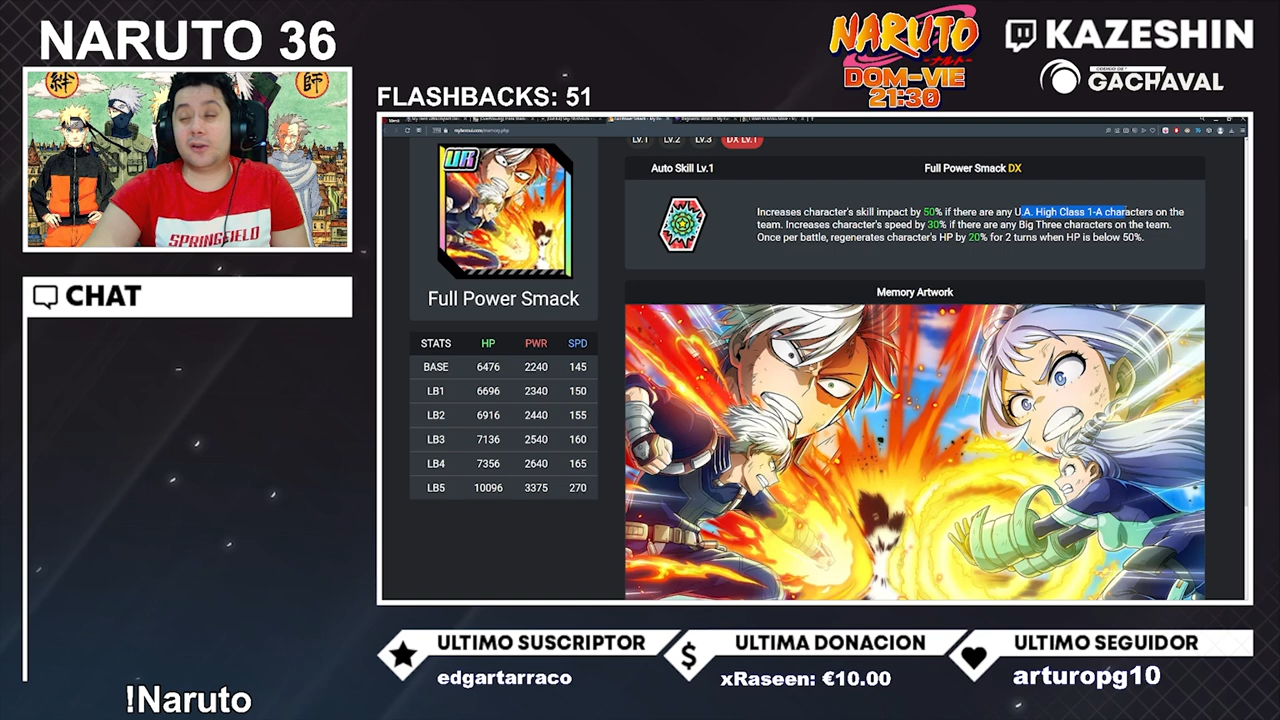 NARUTO 36
NARUTO
ナルト
DOM-VIE
21:30
KAZESHIN
GACHAVAL
FLASHBACKS: 51
絆
師
SPRINGFIELD
CHAT
!Naruto
Lv.1 Lv.2 Lv.3 DX Lv.1
UR
Full Power Smack
STATS HP PWR SPD
BASE 6476 2240 145
LB1 6696 2340 150
LB2 6916 2440 155
LB3 7136 2540 160
LB4 7356 2640 165
LB5 10096 3375 270
Auto Skill Lv.1 Full Power Smack DX
Increases character's skill impact by 50% if there are any U.A. High Class 1-A characters on the
team. Increases character's speed by 30% if there are any Big Three characters on the team.
Once per battle, regenerates character's HP by 20% for 2 turns when HP is below 50%.
Memory Artwork
ULTIMO SUSCRIPTOR
edgartarraco
$
ULTIMA DONACION
xRaseen: €10.00
ULTIMO SEGUIDOR
arturopg10